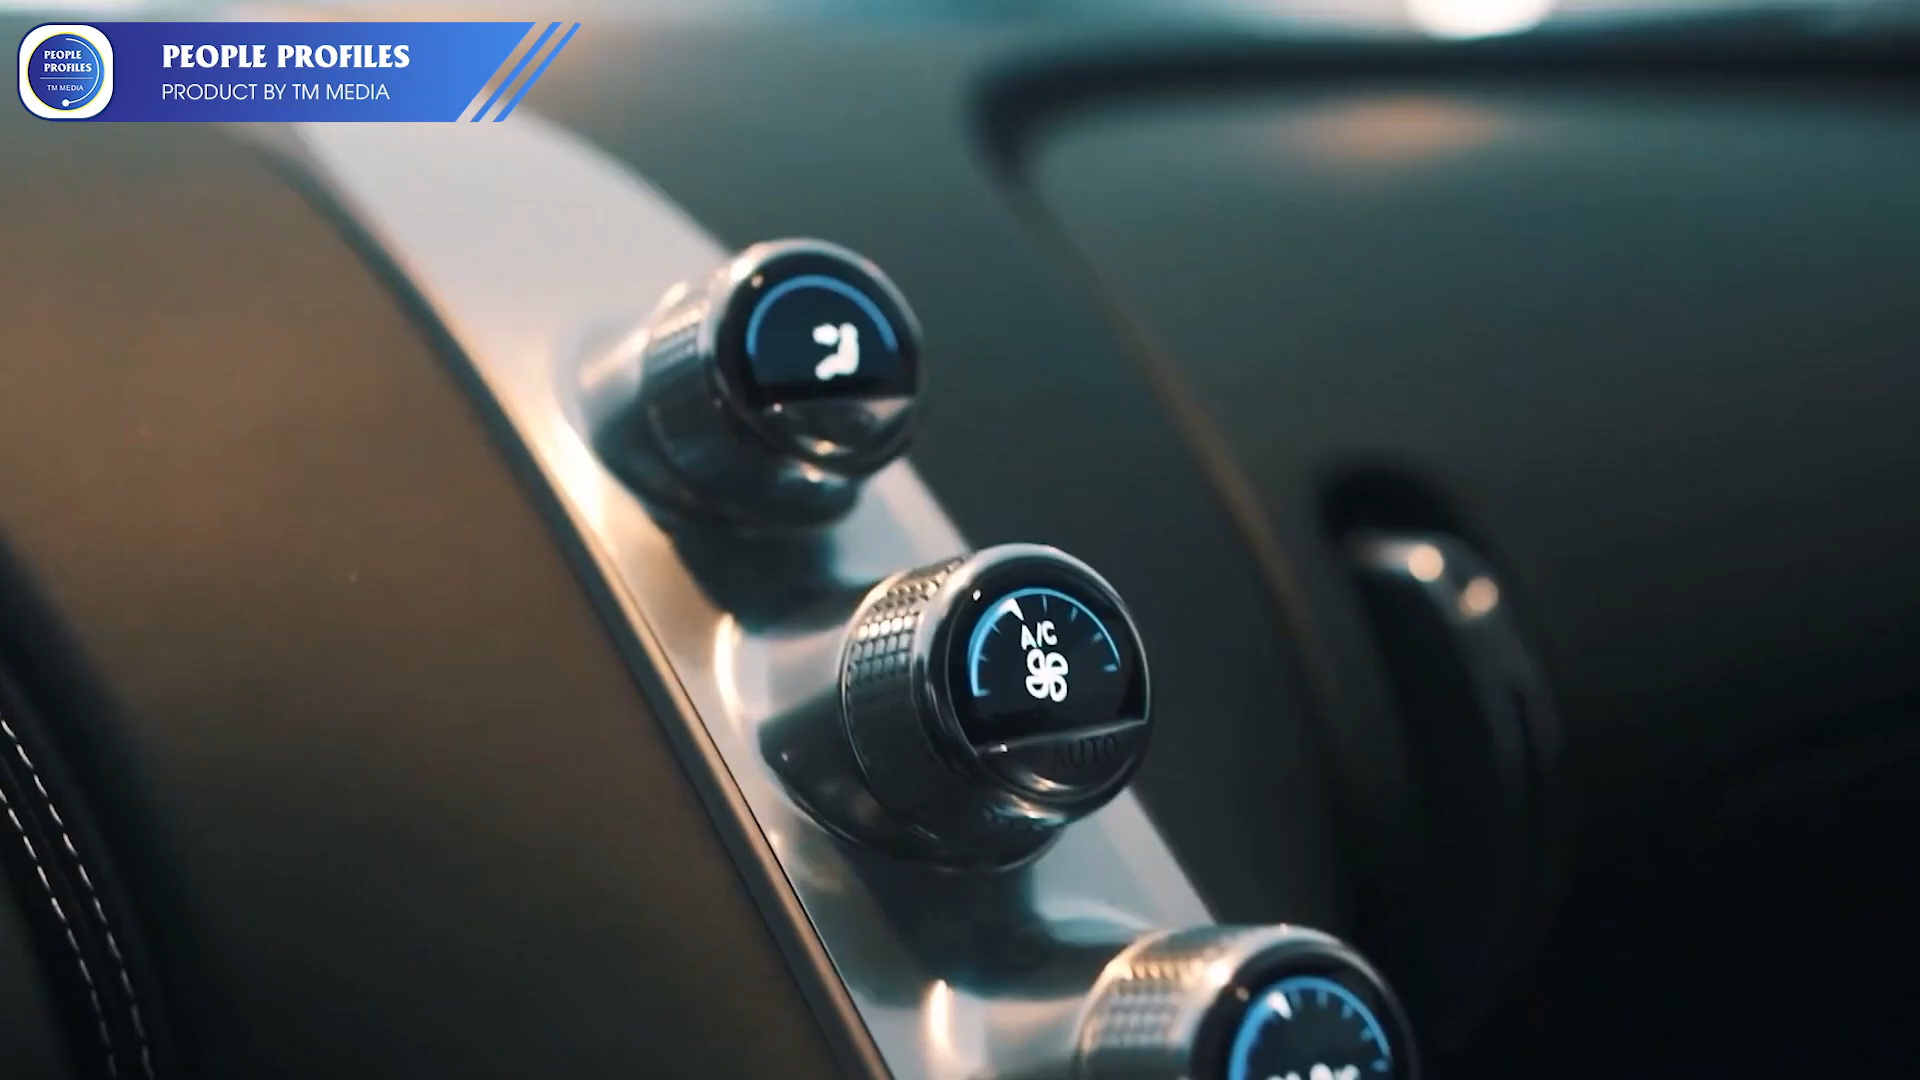 PEOPLE
PROFILES
TM MEDIA
PEOPLE PROFILES
PRODUCT BY TM MEDIA
A/C
AUTO